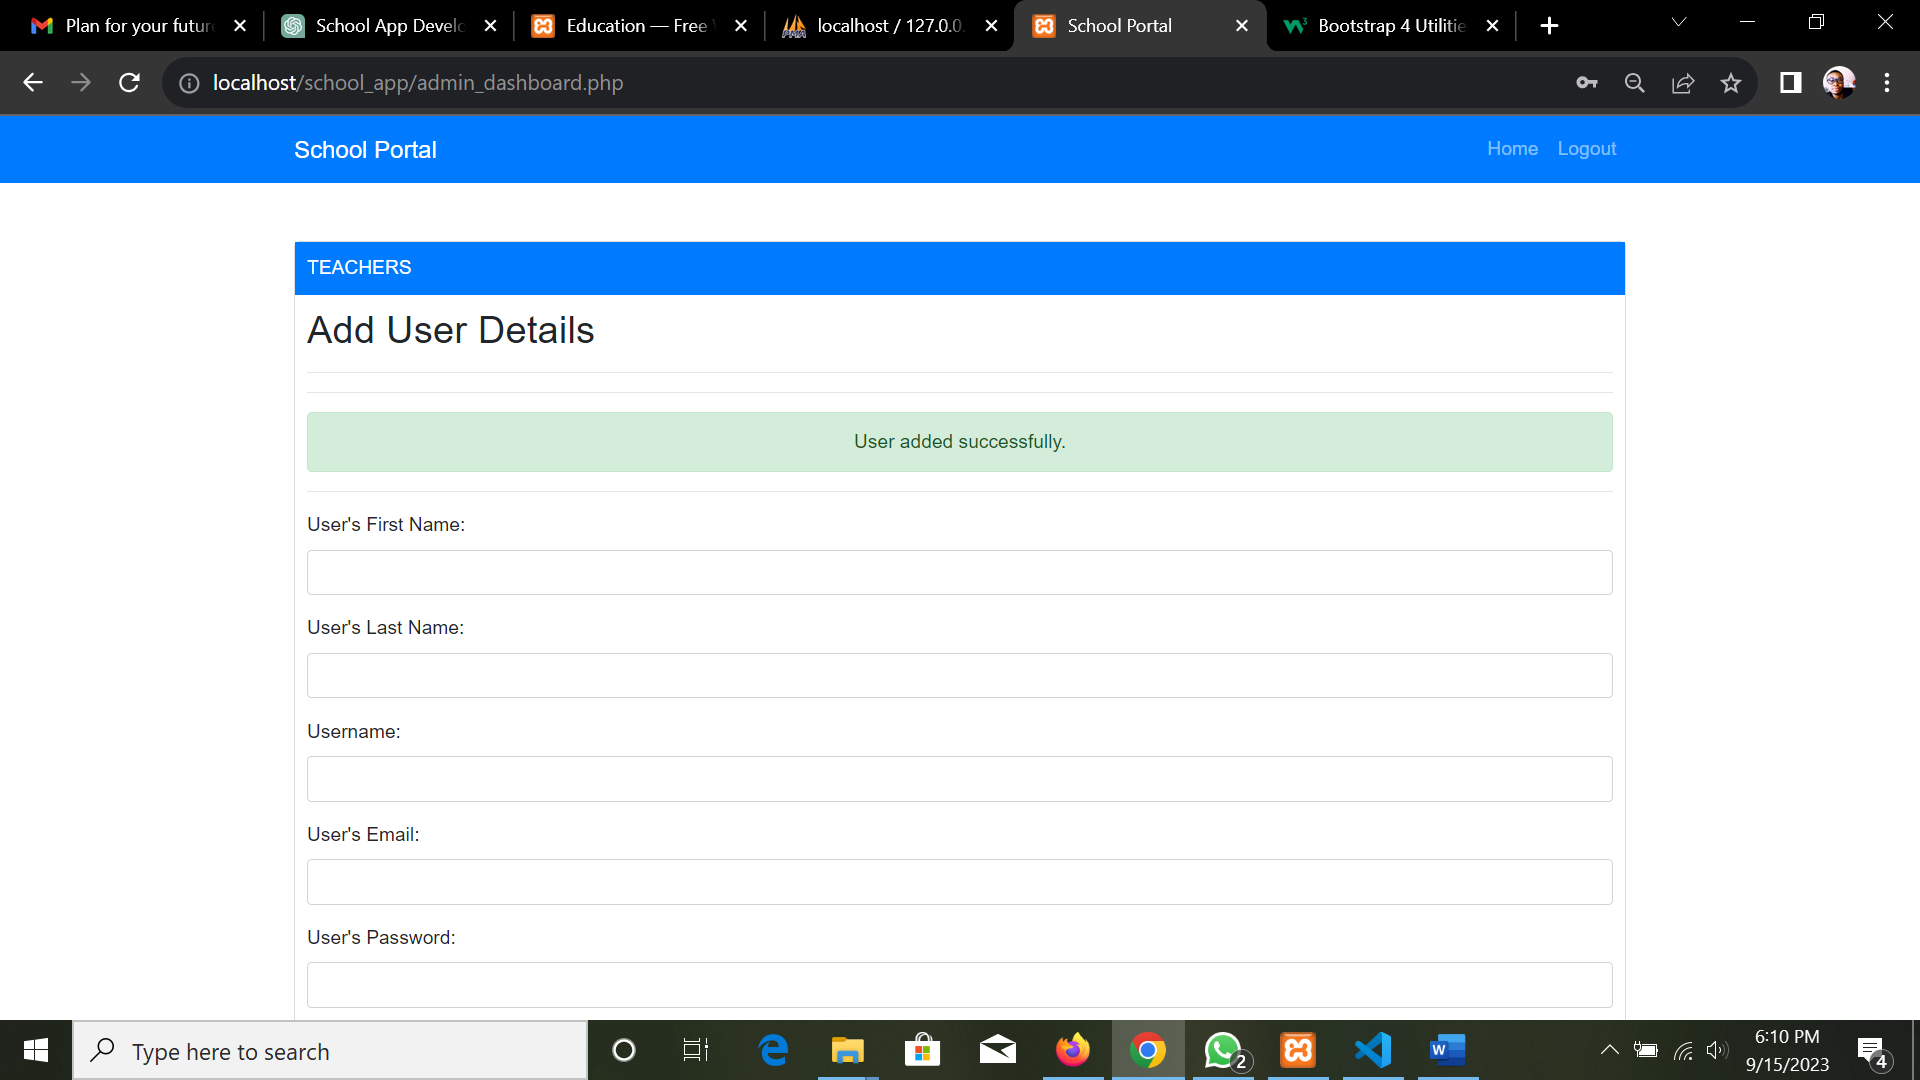 Plan for your futur
School App Develo
Education — Free
localhost / 127.0.0.
School Portal
Bootstrap 4 Utilitie
localhost/school_app/admin_dashboard.php
School Portal
Home
Logout
TEACHERS
Add User Details
User added successfully.
User's First Name:
User's Last Name:
Username:
User's Email:
User's Password:
Type here to search
2
6:10 PM
9/15/2023
4